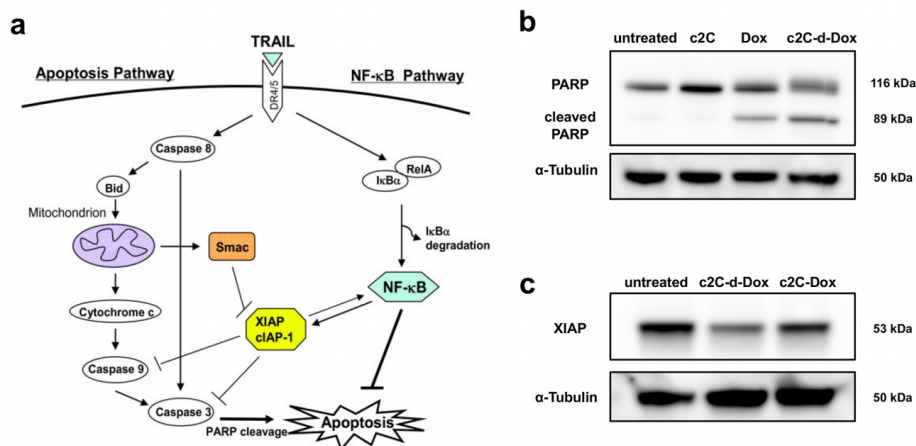 a
TRAIL
Apoptosis Pathway
NF-κB Pathway
DR4/5
Caspase 8
RelA
IκBα
Bid
Mitochondrion
IκBα
degradation
Smac
NF-κB
Cytochrome c
XIAP
cIAP-1
Caspase 9
Caspase 3
PARP cleavage
Apoptosis
b
untreated c2C Dox c2C-d-Dox
PARP 116 kDa
cleaved 89 kDa
PARP
α-Tubulin 50 kDa
c
untreated c2C-d-Dox c2C-Dox
XIAP 53 kDa
α-Tubulin 50 kDa